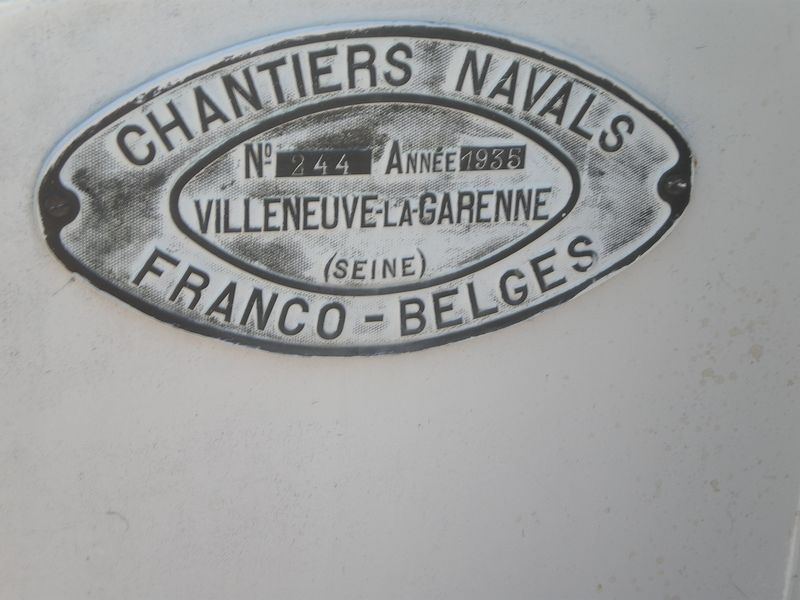 CHANTIERS NAVALS
Nº 244 ANNÉE 1935
VILLENEUVE-LA-GARENNE
(SEINE)
FRANCO-BELGES